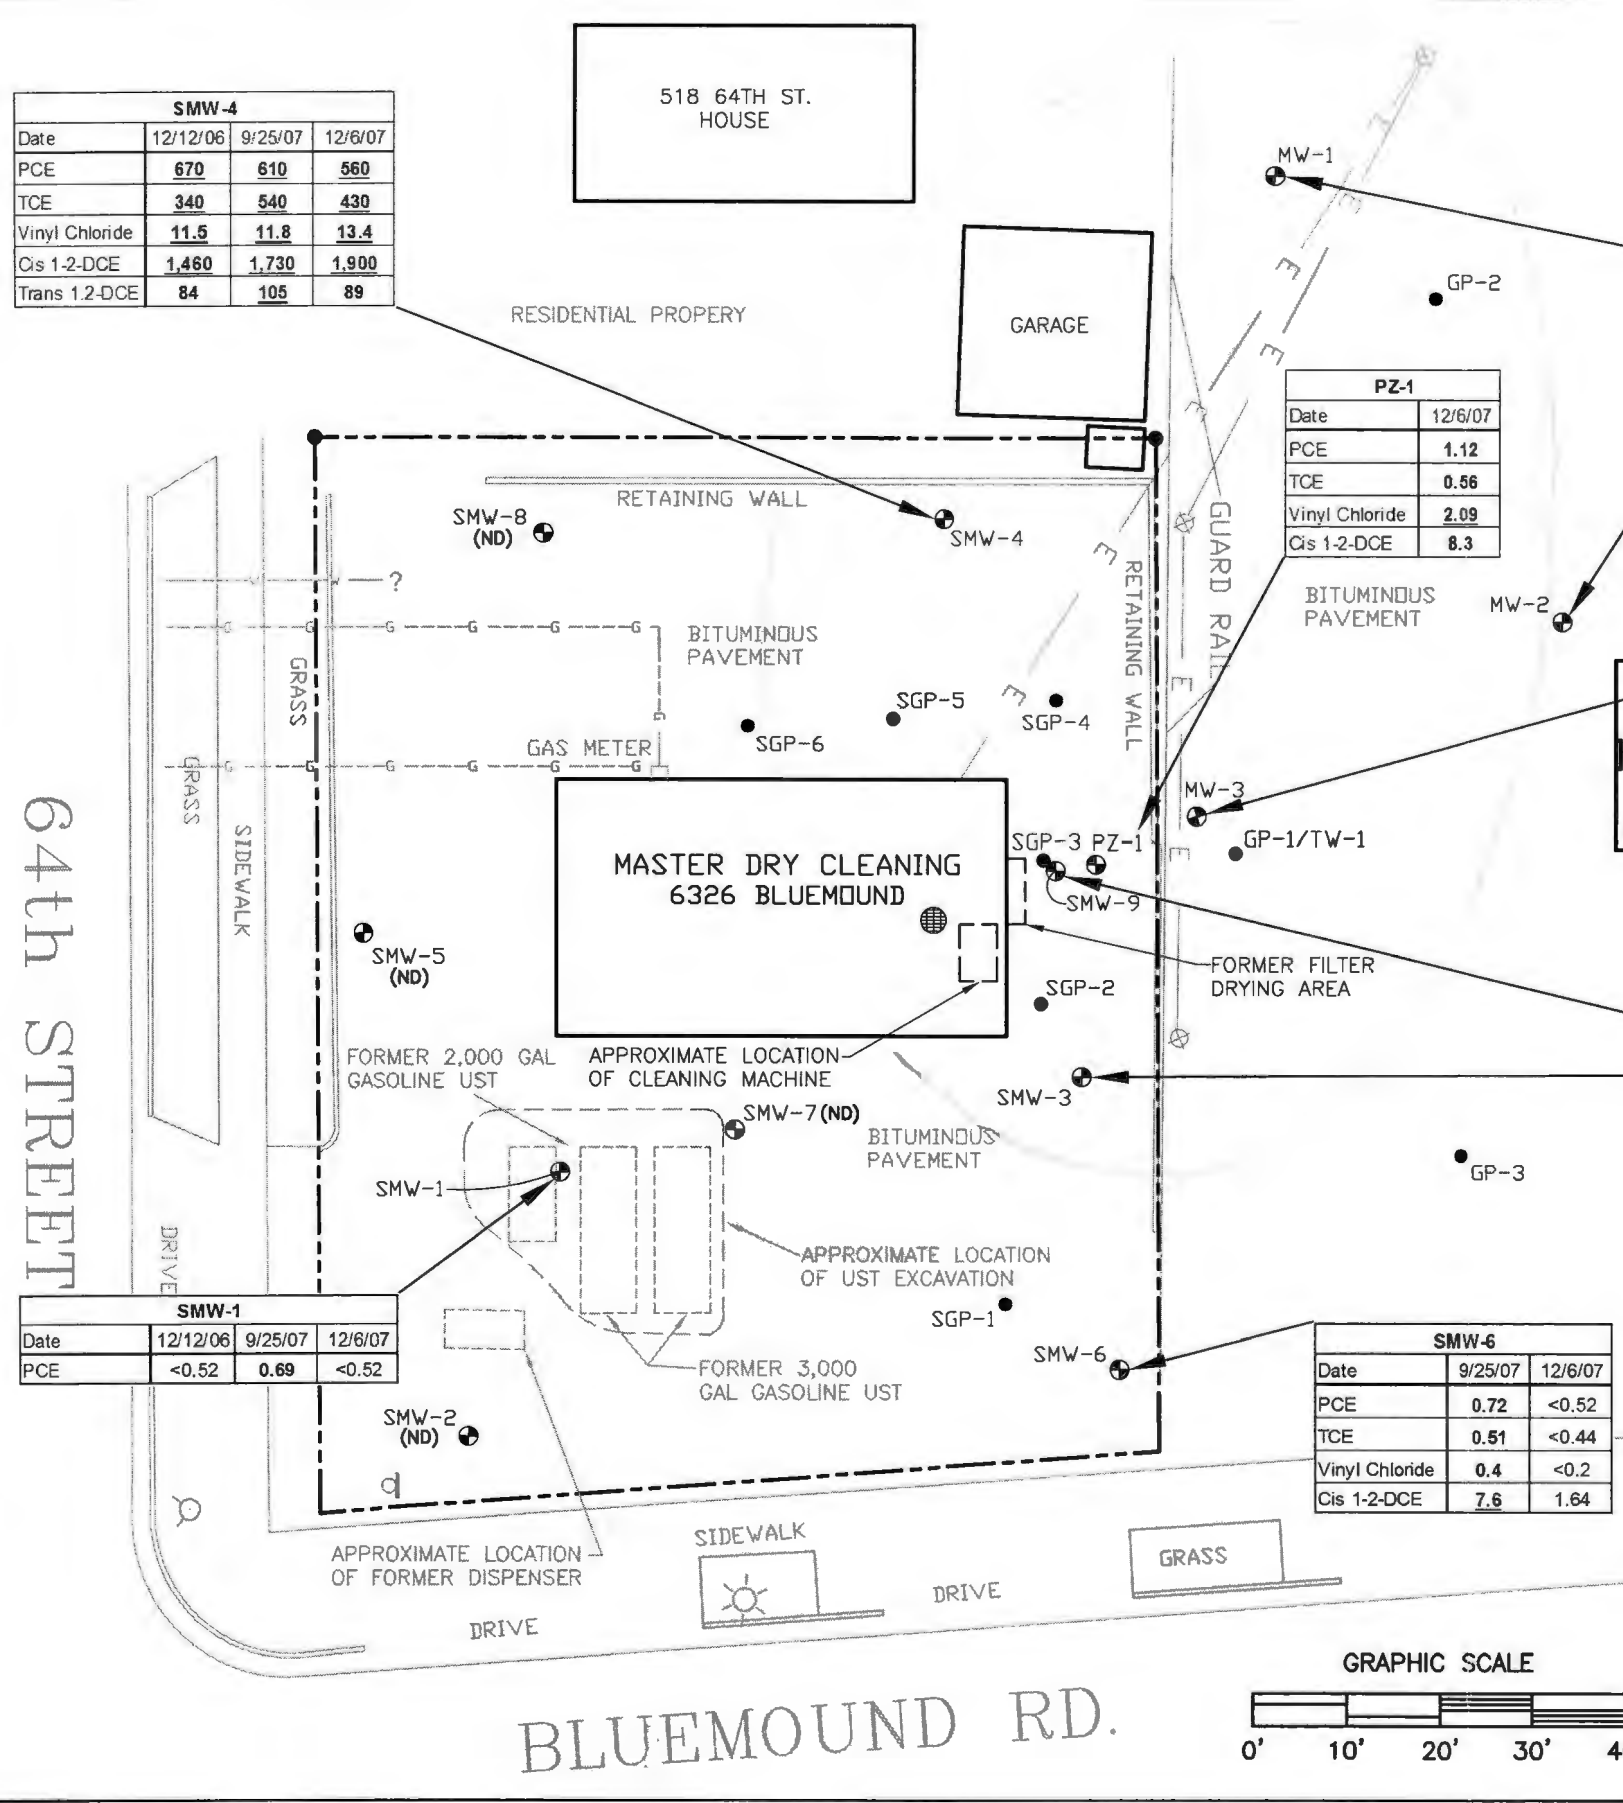 518 64TH ST.
HOUSE
SMW-4
Date 12/12/06 9/25/07 12/6/07
PCE 670 610 560
TCE 340 540 430
Vinyl Chloride 11.5 11.8 13.4
Cis 1-2-DCE 1,460 1,730 1,900
Trans 1.2-DCE 84 105 89
MW-1
GP-2
RESIDENTIAL PROPERY
GARAGE
PZ-1
Date 12/6/07
PCE 1.12
TCE 0.56
Vinyl Chloride 2.09
Cis 1-2-DCE 8.3
RETAINING WALL
SMW-8
(ND)
SMW-4
GUARD RAIL
RETAINING WALL
BITUMINOUS
PAVEMENT
MW-2
?
G G G G G G
BITUMINOUS
PAVEMENT
GRASS
G
SGP-5
SGP-4
SGP-6
GAS METER
G G G G G G
GRASS
SIDEWALK
64th STREET
MW-3
GP-1/TW-1
SGP-3 PZ-1
MASTER DRY CLEANING
6326 BLUEMOUND
SMW-9
SMW-5
(ND)
FORMER FILTER
DRYING AREA
SGP-2
FORMER 2,000 GAL
GASOLINE UST
APPROXIMATE LOCATION
OF CLEANING MACHINE
SMW-3
SMW-7(ND)
BITUMINOUS
PAVEMENT
GP-3
SMW-1
DRIVE
APPROXIMATE LOCATION
OF UST EXCAVATION
SMW-1
Date 12/12/06 9/25/07 12/6/07
PCE <0.52 0.69 <0.52
SGP-1
SMW-6
FORMER 3,000
GAL GASOLINE UST
SMW-6
Date 9/25/07 12/6/07
PCE 0.72 <0.52
TCE 0.51 <0.44
Vinyl Chloride 0.4 <0.2
Cis 1-2-DCE 7.6 1.64
SMW-2
(ND)
APPROXIMATE LOCATION
OF FORMER DISPENSER
SIDEWALK
GRASS
DRIVE
DRIVE
GRAPHIC SCALE
0' 10' 20' 30' 4
BLUEMOUND RD.
E E E E E E E E E